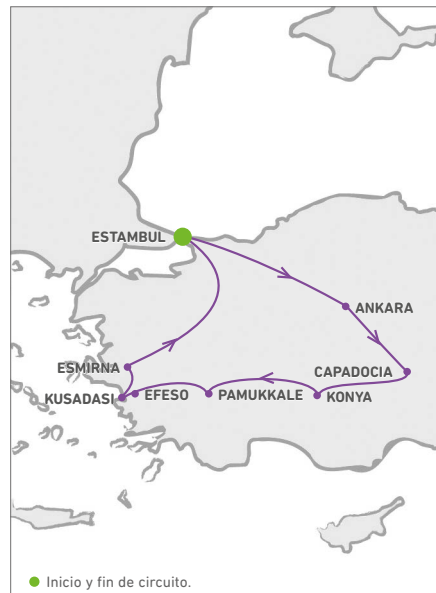 ESTAMBUL
ANKARA
ESMIRNA
CAPADOCIA
KUSADASI
EFESO
PAMUKKALE
KONYA
Inicio y fin de circuito.